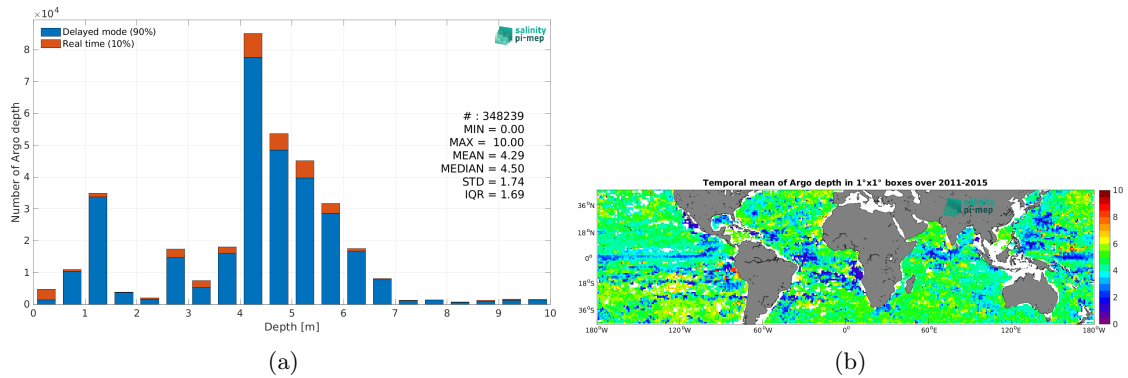 ×10⁴
Delayed mode (90%)
Real time (10%)
salinity
pi-mep
8
7
6
5
4
3
2
1
0
Number of Argo depth
# : 348239
MIN = 0.00
MAX = 10.00
MEAN = 4.29
MEDIAN = 4.50
STD = 1.74
IQR = 1.69
0 1 2 3 4 5 6 7 8 9 10
Depth [m]
(a)
Temporal mean of Argo depth in 1°x1° boxes over 2011-2015
salinity
pi-mep
36°N
18°N
0°
18°S
36°S
180°W 120°W 60°W 0° 60°E 120°E 180°W
10
8
6
4
2
0
(b)